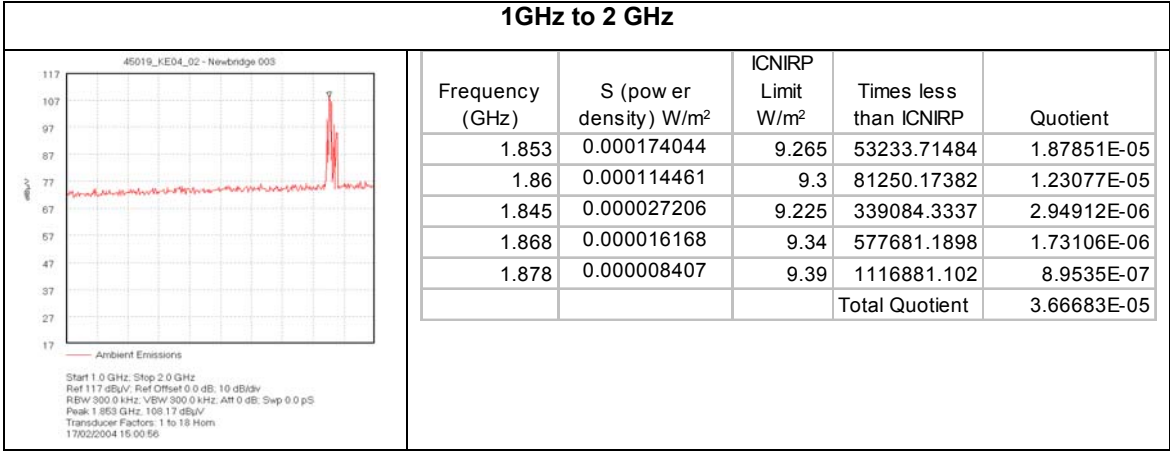 1GHz to 2 GHz
45019_KE04_02 - Newbridge 003
117
107
97
87
77
67
57
47
37
27
17
dBµV
Ambient Emissions
Start 1.0 GHz; Stop 2.0 GHz
Ref 117 dBµV; Ref Offset 0.0 dB; 10 dB/div
RBW 300.0 kHz; VBW 300.0 kHz; Att 0 dB; Swp 0.0 pS
Peak 1.853 GHz, 108.17 dBµV
Transducer Factors: 1 to 18 Horn
17/02/2004 15:00:56
Frequency (GHz) S (pow er density) W/m² ICNIRP Limit W/m² Times less than ICNIRP Quotient
1.853 0.000174044 9.265 53233.71484 1.87851E-05
1.86 0.000114461 9.3 81250.17382 1.23077E-05
1.845 0.000027206 9.225 339084.3337 2.94912E-06
1.868 0.000016168 9.34 577681.1898 1.73106E-06
1.878 0.000008407 9.39 1116881.102 8.9535E-07
Total Quotient 3.66683E-05